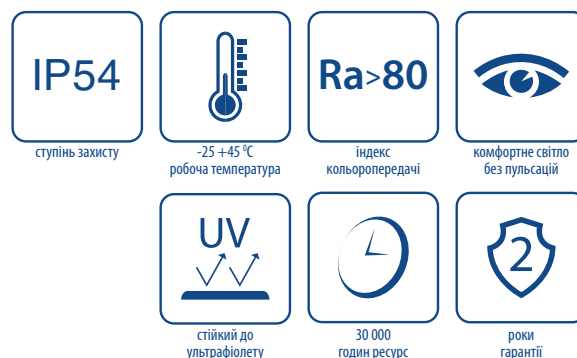 IP54
ступінь захисту
-25 +45 ⁰C
робоча температура
Ra>80
індекс
кольоропередачі
комфортне світло
без пульсацій
UV
стійкий до
ультрафіолету
30 000
годин ресурс
2
роки
гарантії